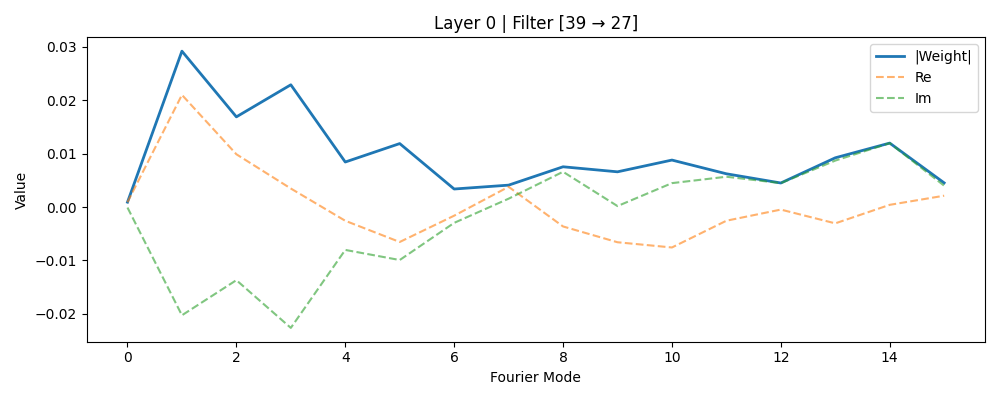 Layer 0 | Filter [39 → 27]
0.03
0.02
0.01
0.00
−0.01
−0.02
Value
0 2 4 6 8 10 12 14
Fourier Mode
|Weight|
Re
Im